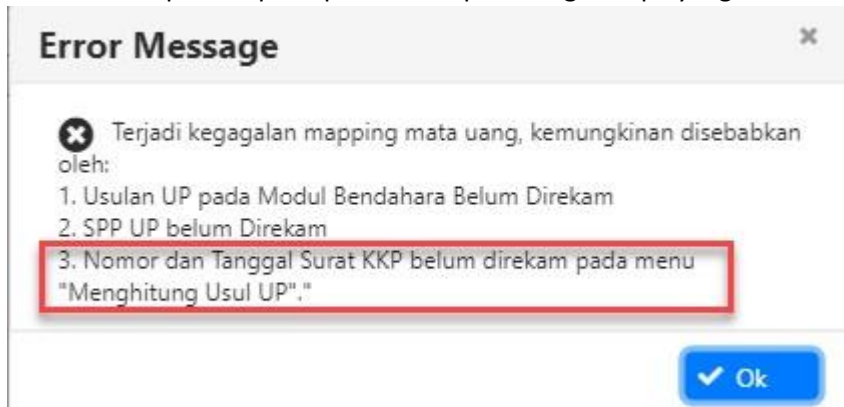 Error Message
Terjadi kegagalan mapping mata uang, kemungkinan disebabkan
oleh:
1. Usulan UP pada Modul Bendahara Belum Direkam
2. SPP UP belum Direkam
3. Nomor dan Tanggal Surat KKP belum direkam pada menu
"Menghitung Usul UP"."
Ok